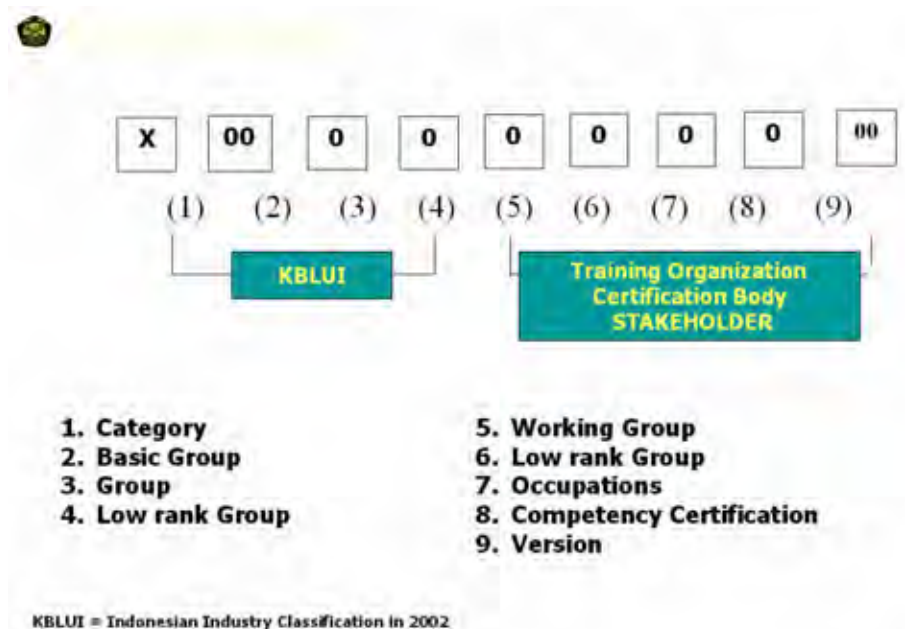 X 00 0 0 0 0 0 0 00
(1) (2) (3) (4) (5) (6) (7) (8) (9)
KBLUI
Training Organization
Certification Body
STAKEHOLDER
1. Category
2. Basic Group
3. Group
4. Low rank Group
5. Working Group
6. Low rank Group
7. Occupations
8. Competency Certification
9. Version
KBLUI = Indonesian Industry Classification in 2002